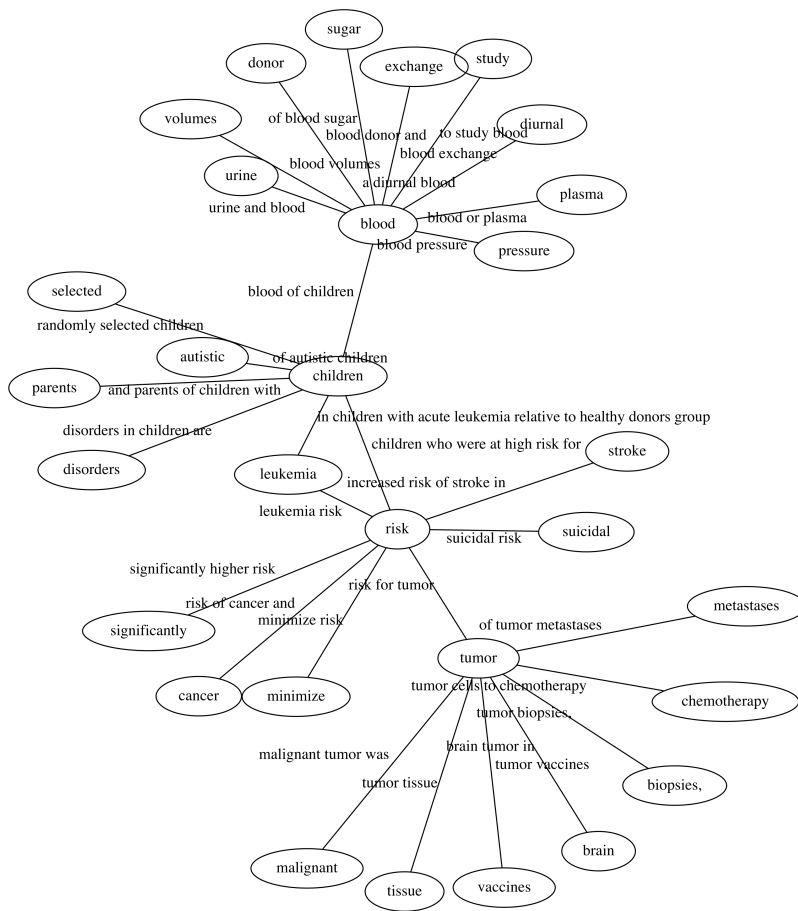 sugar
study
donor
exchange
volumes
of blood sugar
diurnal
blood donor and
to study blood
blood exchange
blood volumes
urine
a diurnal blood
plasma
urine and blood
blood or plasma
blood
blood pressure
pressure
selected
blood of children
randomly selected children
autistic
of autistic children
children
parents
and parents of children with
in children with acute leukemia relative to healthy donors group
disorders in children are
children who were at high risk for
stroke
disorders
leukemia
increased risk of stroke in
leukemia risk
risk
suicidal
suicidal risk
significantly higher risk
risk for tumor
risk of cancer and
metastases
minimize risk
of tumor metastases
significantly
tumor
tumor cells to chemotherapy
cancer
minimize
chemotherapy
tumor biopsies,
brain tumor in
malignant tumor was
tumor vaccines
tumor tissue
biopsies,
brain
malignant
vaccines
tissue